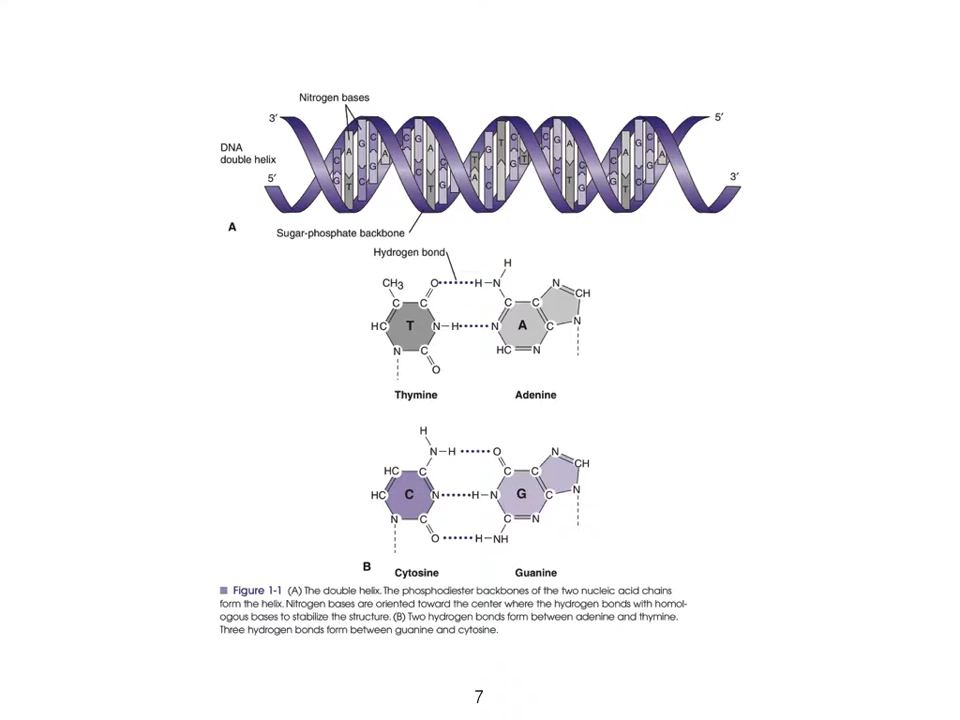 Nitrogen bases
3′ 5′
DNA
double helix
5′ 3′
A
Sugar-phosphate backbone
Hydrogen bond
H
CH3 O H N N CH
C C C C
HC T N H N A C N
N C HC N
O
Thymine Adenine
H
N H O N CH
HC C C C
HC C N H N G C N
N C C N
O H NH
B
Cytosine Guanine
Figure 1-1 (A) The double helix. The phosphodiester backbones of the two nucleic acid chains
form the helix. Nitrogen bases are oriented toward the center where the hydrogen bonds with homol-
ogous bases to stabilize the structure. (B) Two hydrogen bonds form between adenine and thymine.
Three hydrogen bonds form between guanine and cytosine.
7